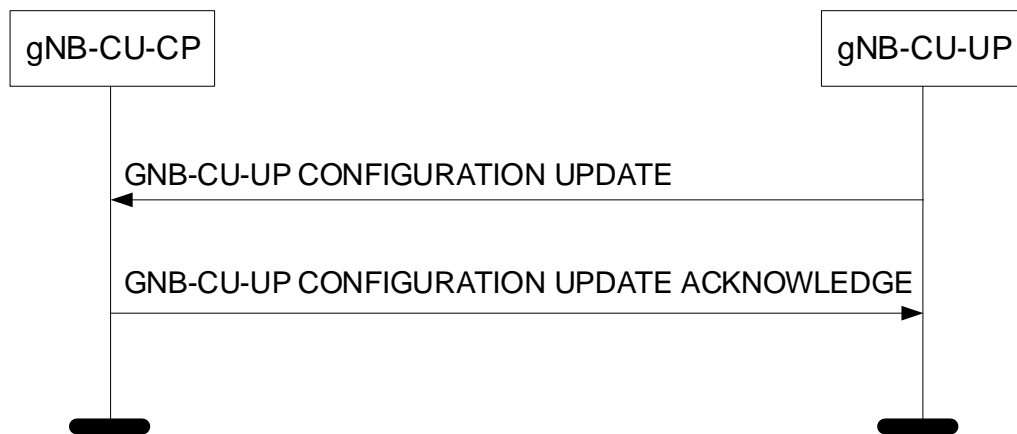 gNB-CU-CP
gNB-CU-UP
GNB-CU-UP CONFIGURATION UPDATE
GNB-CU-UP CONFIGURATION UPDATE ACKNOWLEDGE